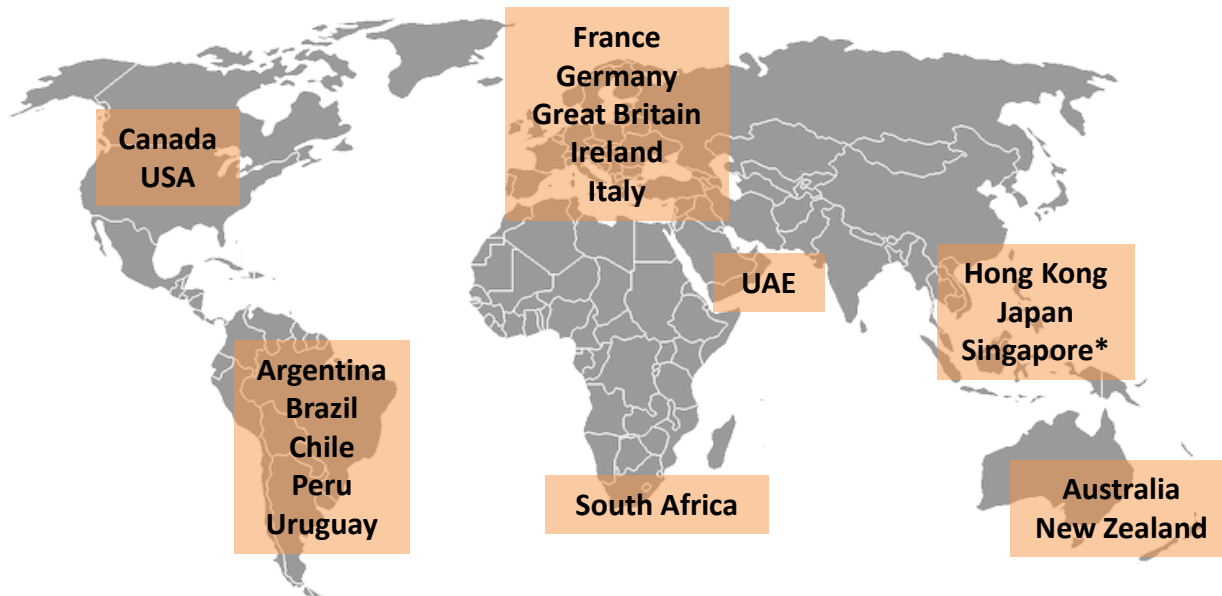 Canada
USA
France
Germany
Great Britain
Ireland
Italy
UAE
Hong Kong
Japan
Singapore*
Argentina
Brazil
Chile
Peru
Uruguay
South Africa
Australia
New Zealand